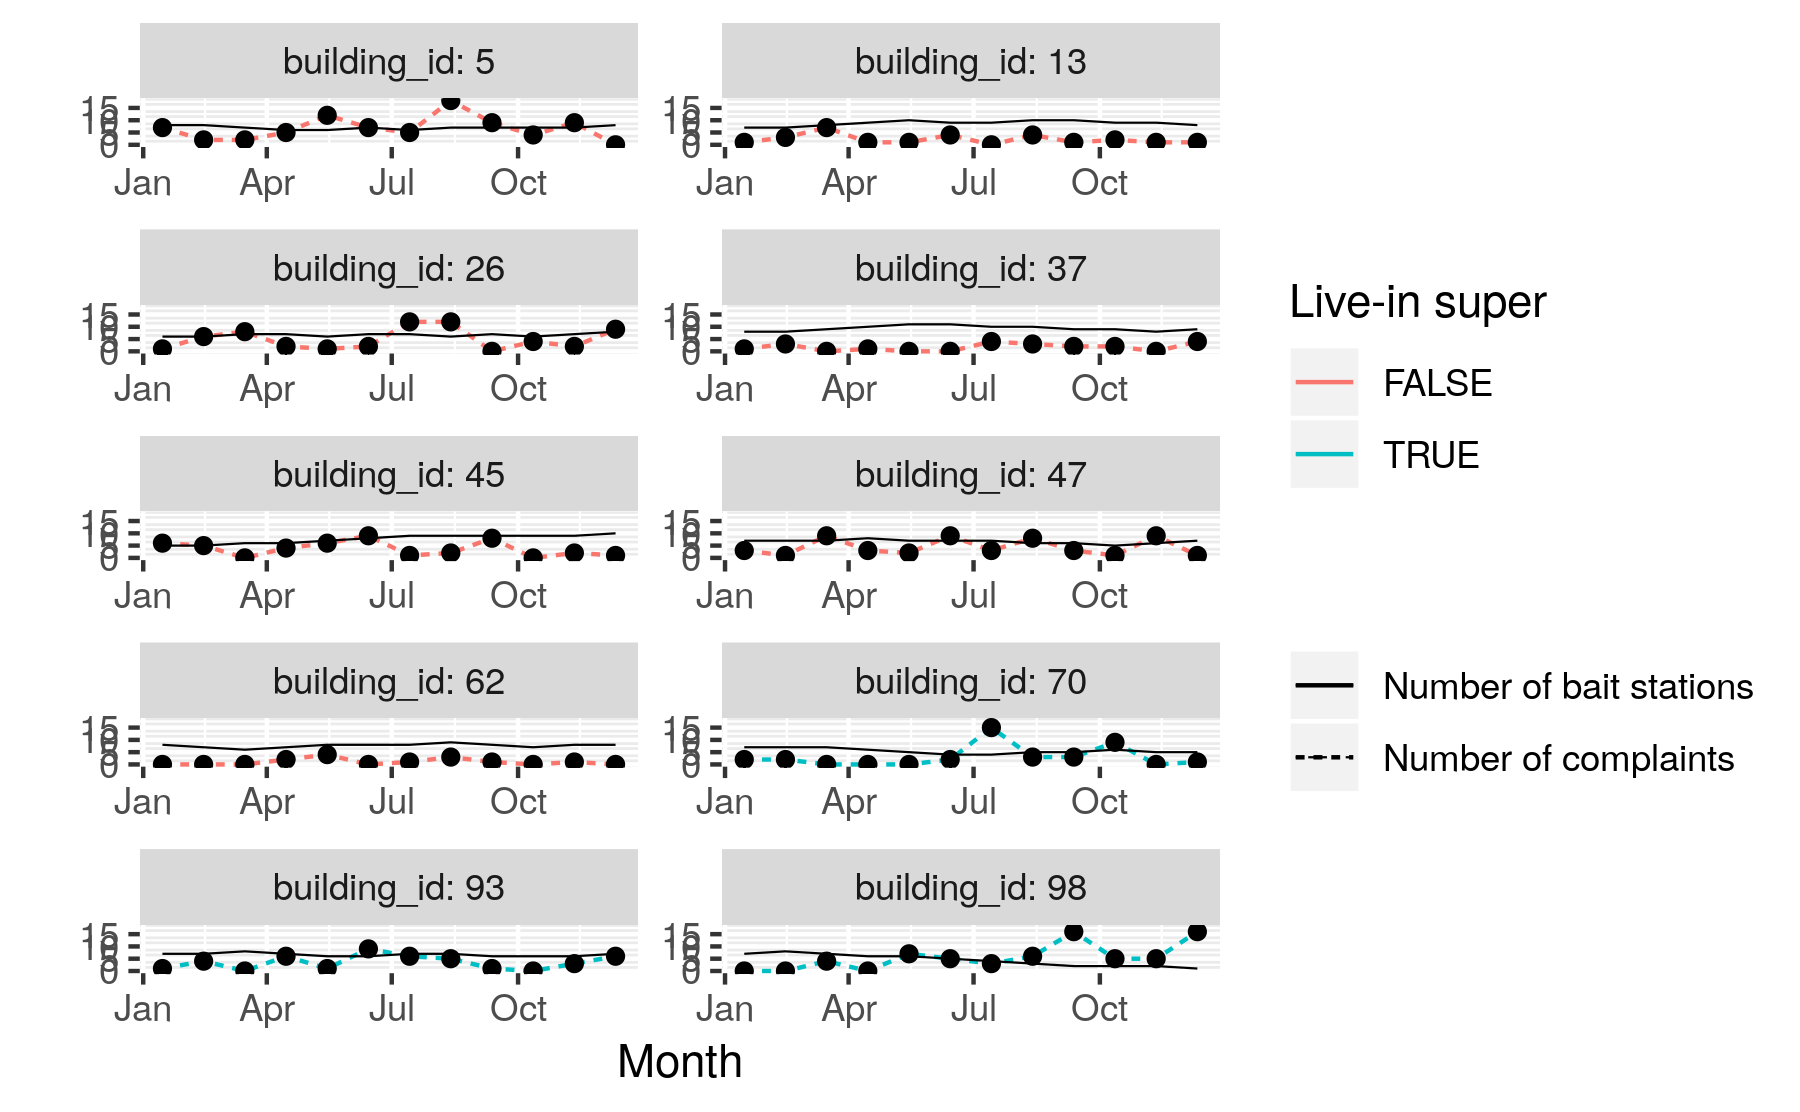 building_id: 5
building_id: 13
15
10
5
0
15
10
5
0
Jan Apr Jul Oct
Jan Apr Jul Oct
building_id: 26
building_id: 37
15
10
5
0
15
10
5
0
Jan Apr Jul Oct
Jan Apr Jul Oct
building_id: 45
building_id: 47
15
10
5
0
15
10
5
0
Jan Apr Jul Oct
Jan Apr Jul Oct
building_id: 62
building_id: 70
15
10
5
0
15
10
5
0
Jan Apr Jul Oct
Jan Apr Jul Oct
building_id: 93
building_id: 98
15
10
5
0
15
10
5
0
Jan Apr Jul Oct
Jan Apr Jul Oct
Month
Live-in super
FALSE
TRUE
Number of bait stations
Number of complaints